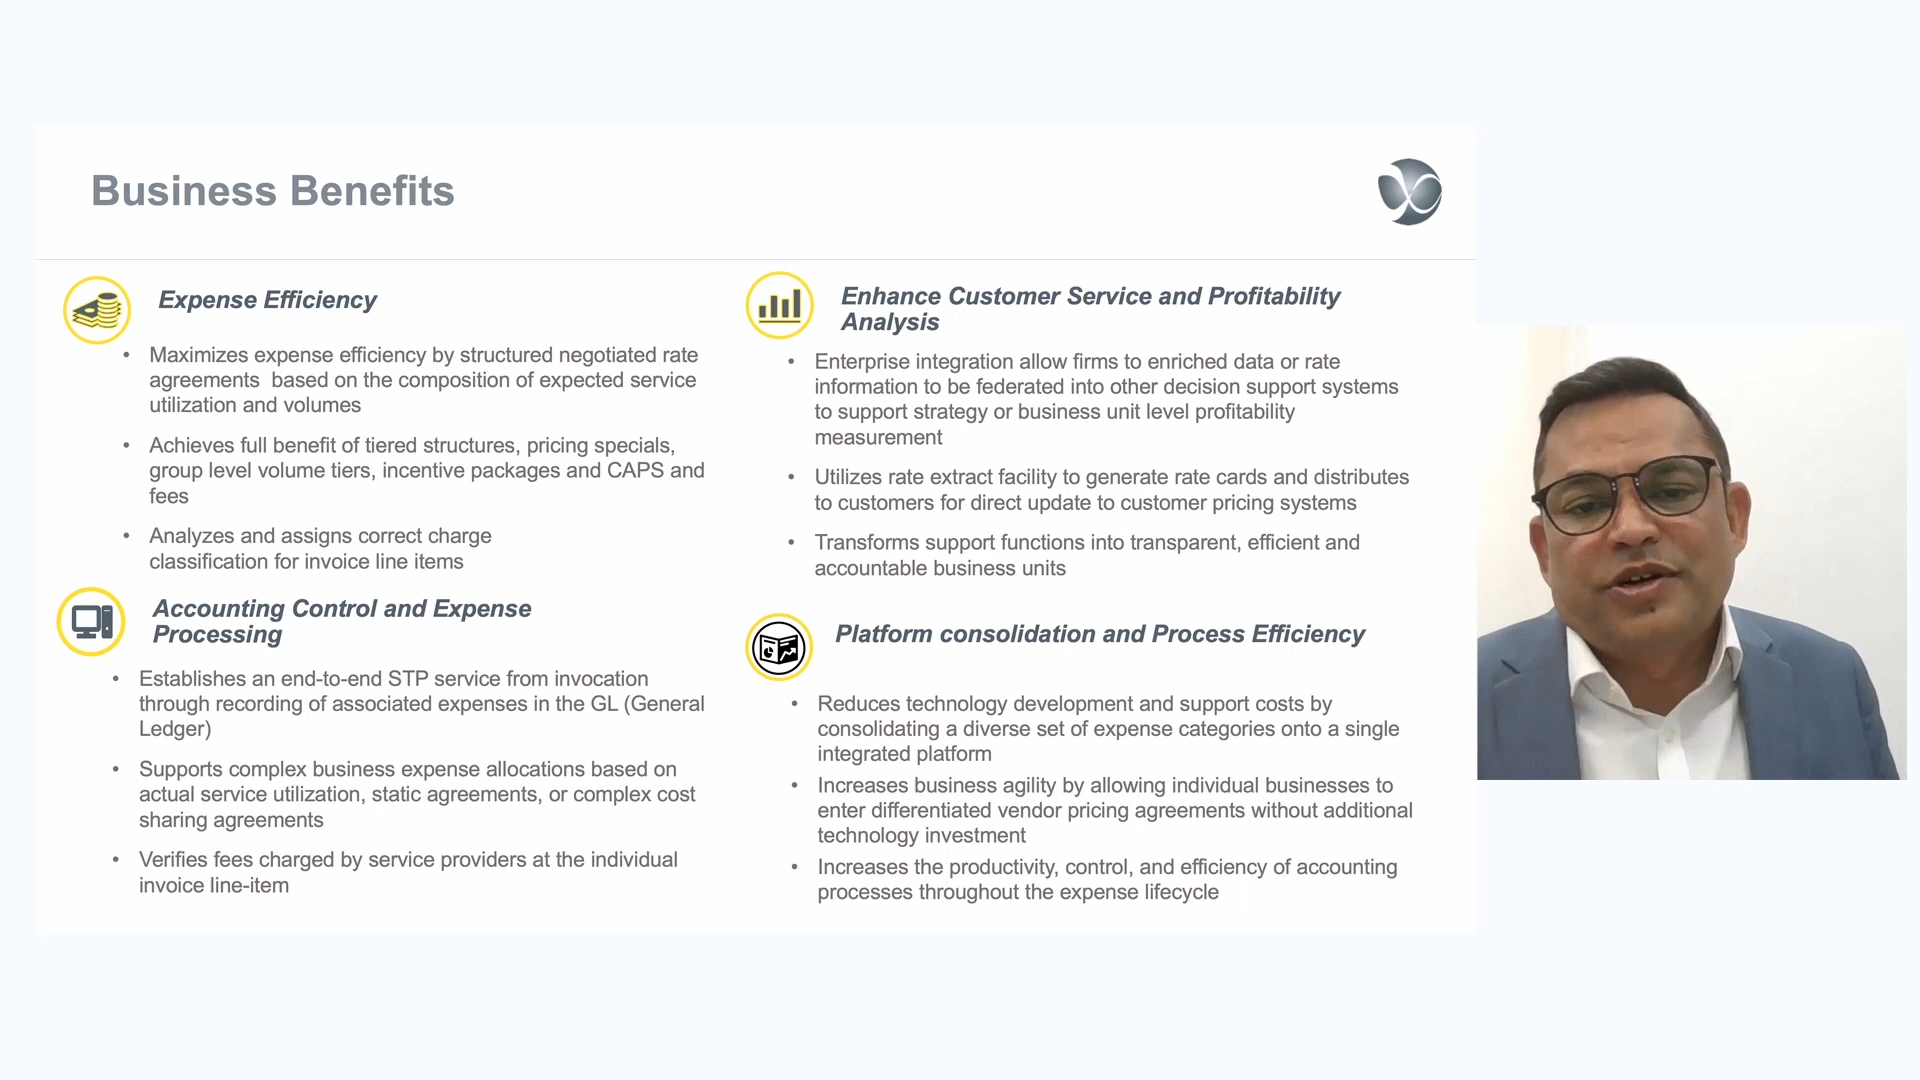 Business Benefits
Expense Efficiency
• Maximizes expense efficiency by structured negotiated rate
agreements  based on the composition of expected service
utilization and volumes
• Achieves full benefit of tiered structures, pricing specials,
group level volume tiers, incentive packages and CAPS and
fees
• Analyzes and assigns correct charge
classification for invoice line items
Accounting Control and Expense
Processing
• Establishes an end-to-end STP service from invocation
through recording of associated expenses in the GL (General
Ledger)
• Supports complex business expense allocations based on
actual service utilization, static agreements, or complex cost
sharing agreements
• Verifies fees charged by service providers at the individual
invoice line-item
Enhance Customer Service and Profitability
Analysis
• Enterprise integration allow firms to enriched data or rate
information to be federated into other decision support systems
to support strategy or business unit level profitability
measurement
• Utilizes rate extract facility to generate rate cards and distributes
to customers for direct update to customer pricing systems
• Transforms support functions into transparent, efficient and
accountable business units
Platform consolidation and Process Efficiency
• Reduces technology development and support costs by
consolidating a diverse set of expense categories onto a single
integrated platform
• Increases business agility by allowing individual businesses to
enter differentiated vendor pricing agreements without additional
technology investment
• Increases the productivity, control, and efficiency of accounting
processes throughout the expense lifecycle